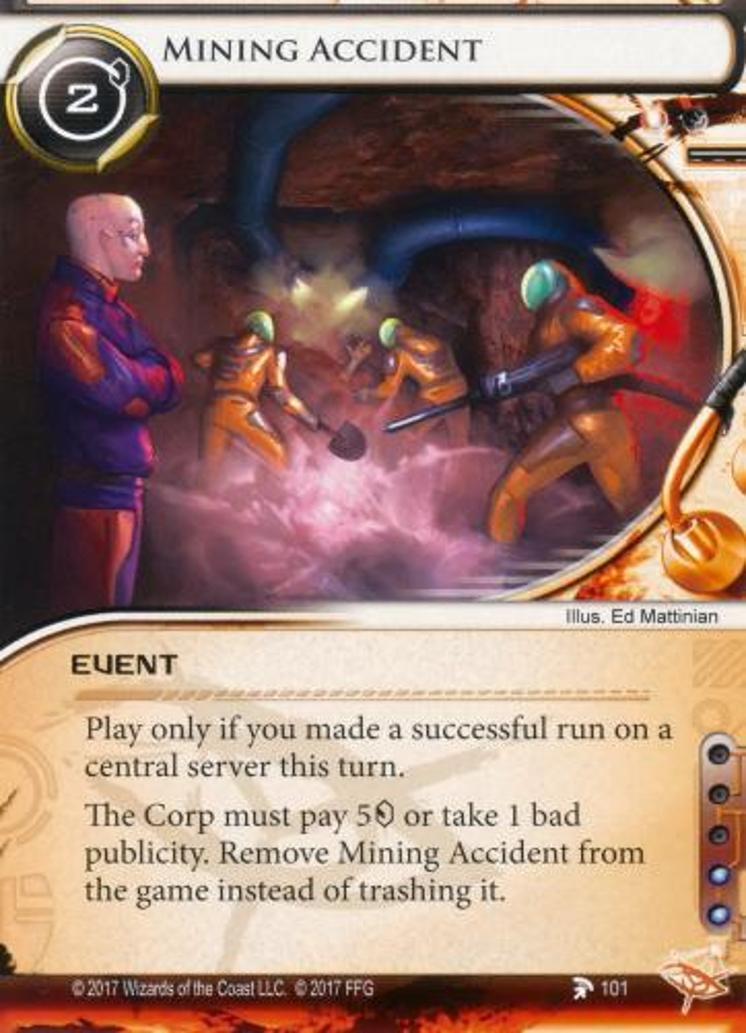 2
MINING ACCIDENT
Illus. Ed Mattinian
EVENT
Play only if you made a successful run on a
central server this turn.
The Corp must pay 5 or take 1 bad
publicity. Remove Mining Accident from
the game instead of trashing it.
© 2017 Wizards of the Coast LLC. © 2017 FFG
101